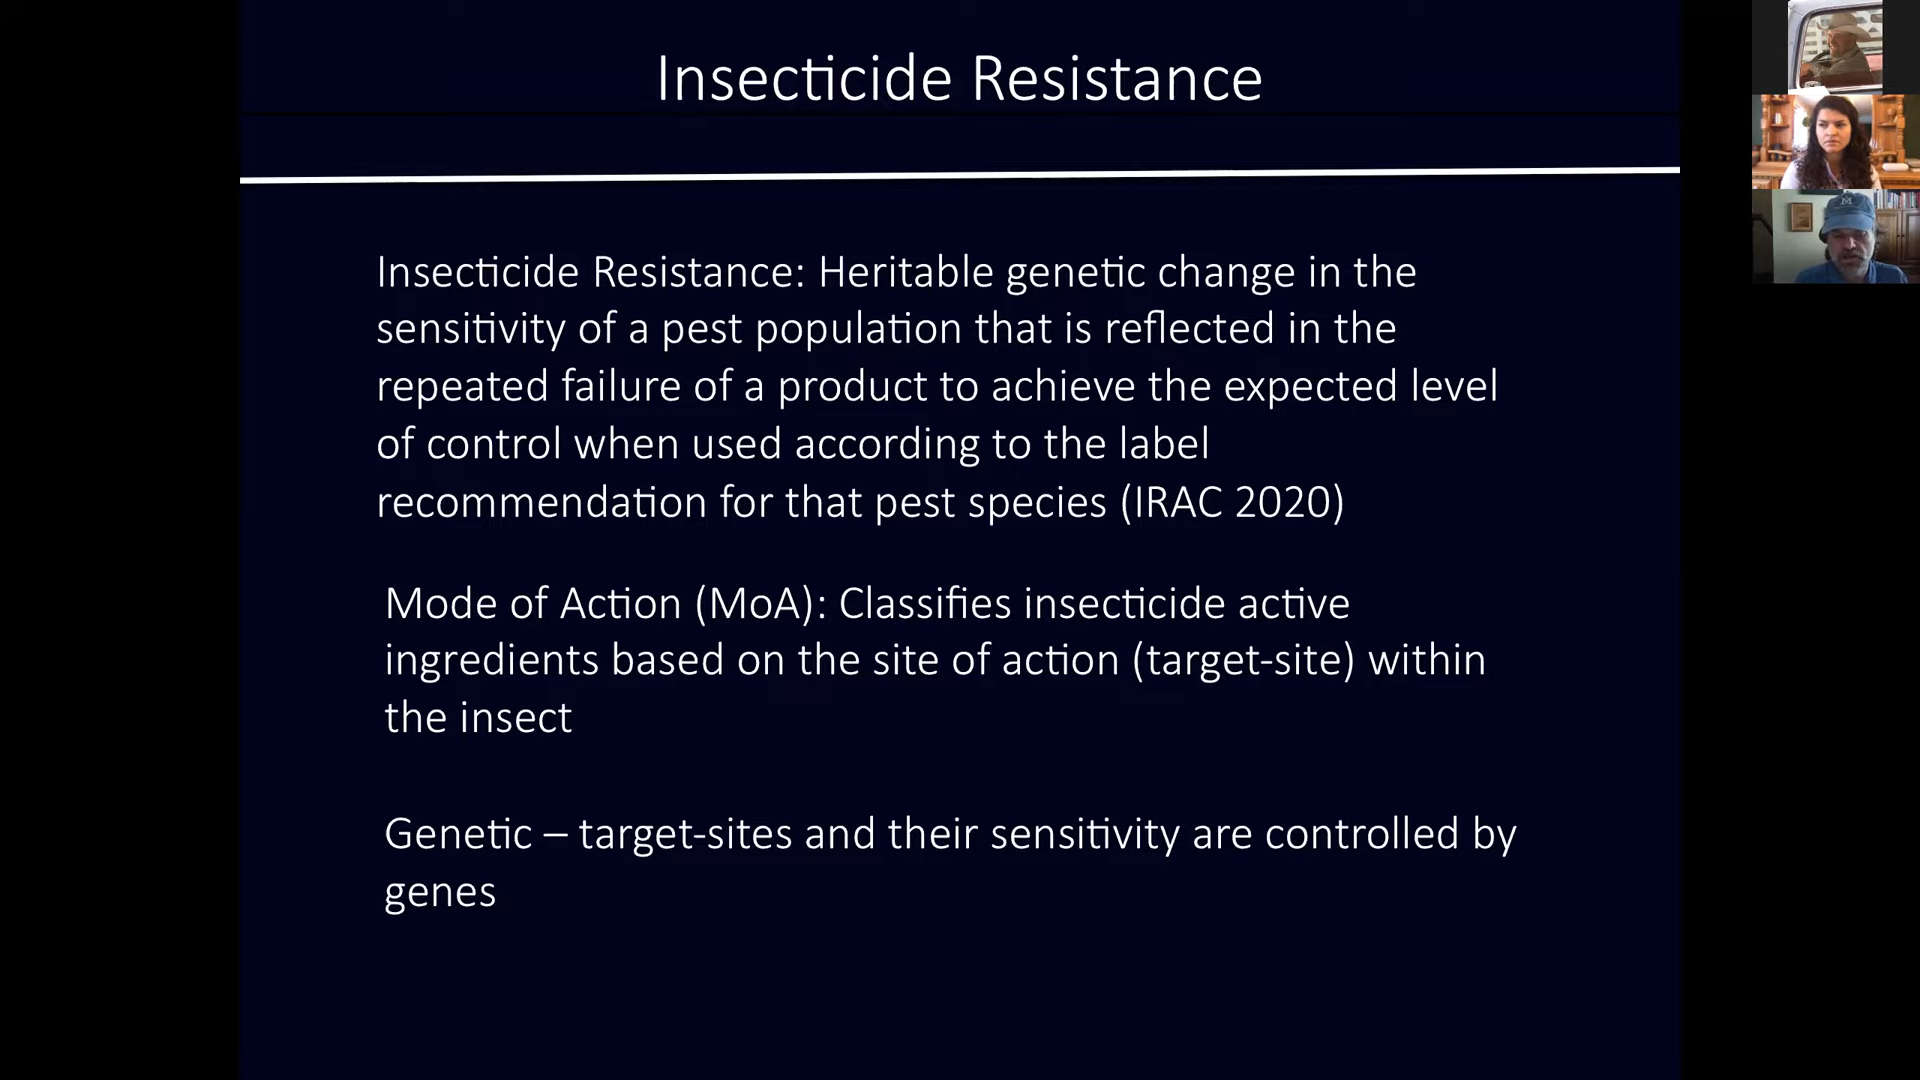 Insecticide Resistance
Insecticide Resistance: Heritable genetic change in the
sensitivity of a pest population that is reflected in the
repeated failure of a product to achieve the expected level
of control when used according to the label
recommendation for that pest species (IRAC 2020)
Mode of Action (MoA): Classifies insecticide active
ingredients based on the site of action (target-site) within
the insect
Genetic – target-sites and their sensitivity are controlled by
genes
M